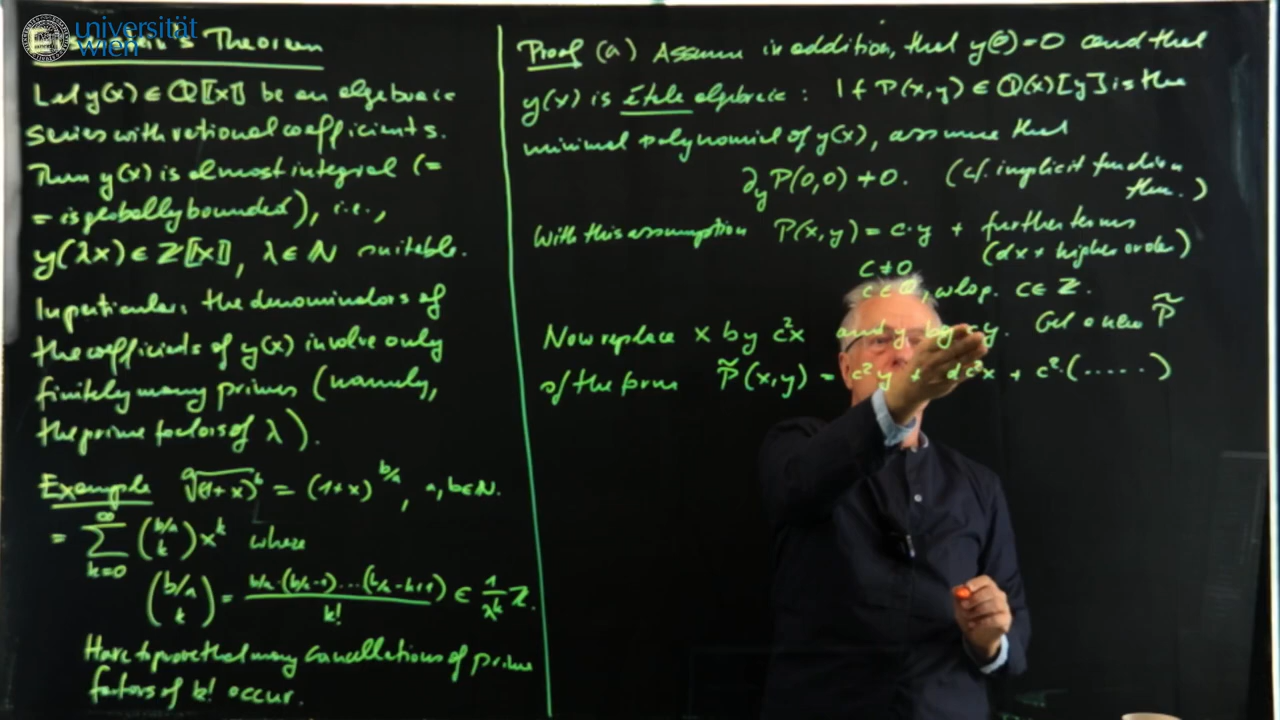 universität
wien
Eisenstein's Theorem
Let y(x) ∈ Q[[x]] be an algebraic
series with rational coefficients.
Then y(x) is almost integral (=
= is globally bounded), i.e.,
y(λx) ∈ Z[[x]], λ ∈ N suitable.
In particular: the denominators of
the coefficients of y(x) involve only
finitely many primes (namely,
the prime factors of λ).
Example ᵃ√(1+x)ᵇ = (1+x)^{b/a}, a, b ∈ N.
= ∑_{k=0}^{∞} (b/a k) x^k where
(b/a k) = b/a·(b/a-1)...(b/a-k+1) / k! ∈ 1/λ^k Z.
Have to prove that many cancellations of prime
factors of k! occur.
Proof (a) Assume in addition, that y(0)=0 and that
y(x) is étale algebraic: If P(x,y) ∈ Q(x)[y] is the
minimal polynomial of y(x), assume that
∂_y P(0,0) ≠ 0. (cf. implicit function
thm.)
With this assumption P(x,y) = c·y + further terms
(dx + higher order)
c ≠ 0
c ∈ Q, wlog. c ∈ Z.
Now replace x by c²x and y by cy. Get a new P̃
of the form P̃(x,y) = c²y + dc²x + c²·(......)